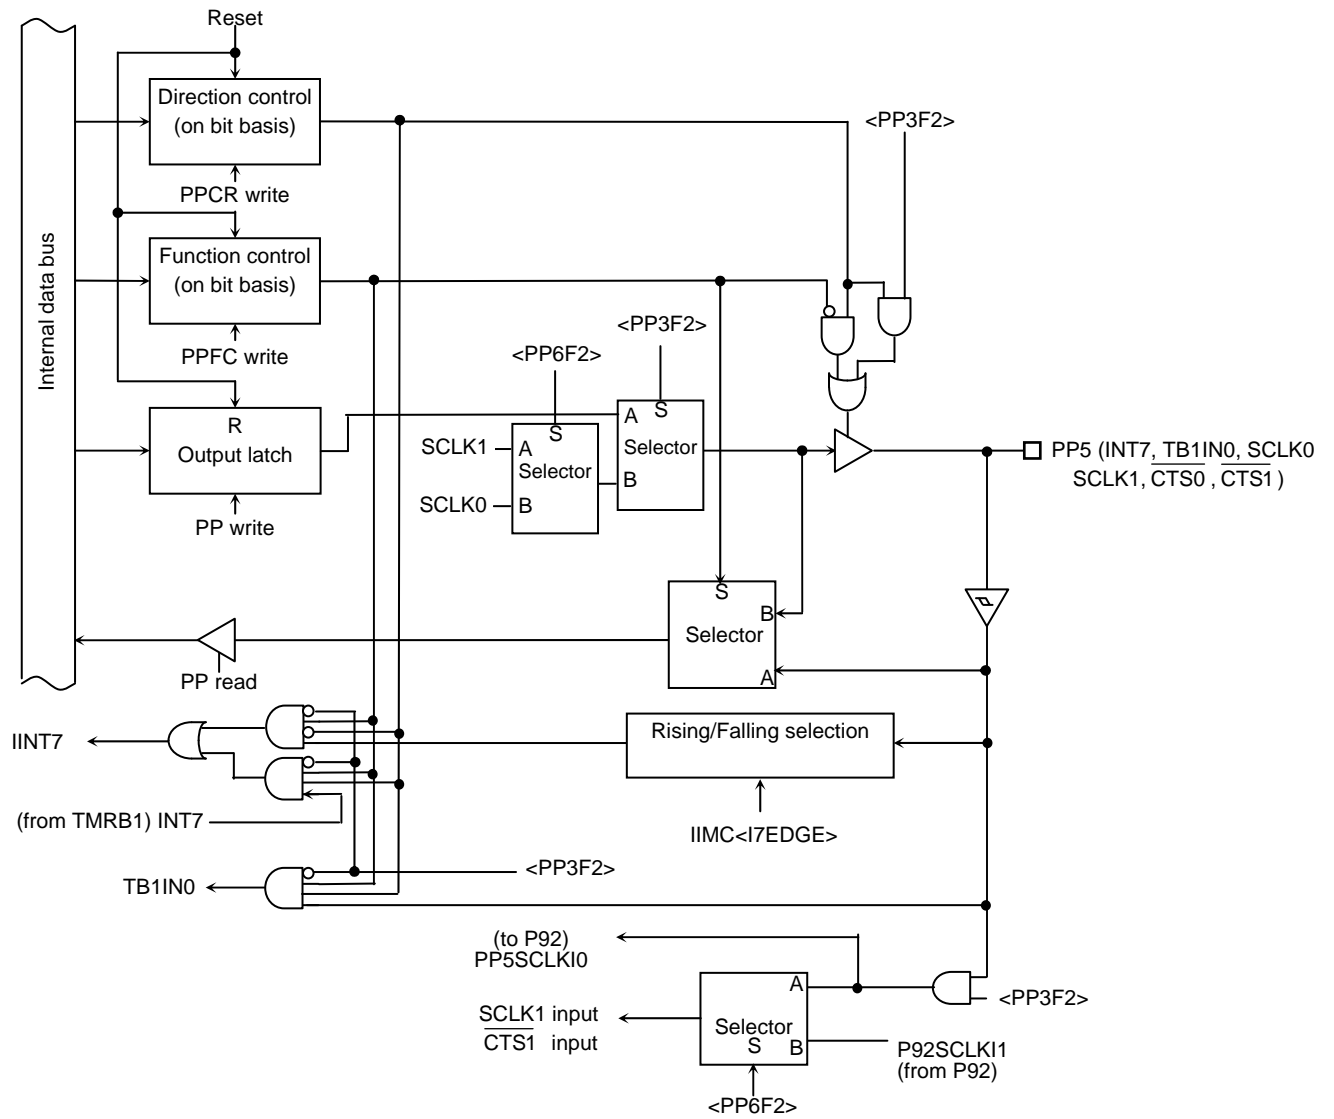 Reset
Direction control
(on bit basis)
<PP3F2>
PPCR write
Internal data bus
Function control
(on bit basis)
<PP3F2>
PPFC write
<PP6F2>
R
Output latch
A
S
Selector
B
SCLK1
A
S
Selector
SCLK0
B
PP5 (INT7, TB1IN0, SCLK0
SCLK1, CTS0 , CTS1 )
PP write
S
B
Selector
A
PP read
Rising/Falling selection
IINT7
(from TMRB1) INT7
IIMC<I7EDGE>
<PP3F2>
TB1IN0
(to P92)
PP5SCLKI0
A
<PP3F2>
SCLK1 input
CTS1 input
Selector
S
B
P92SCLKI1
(from P92)
<PP6F2>